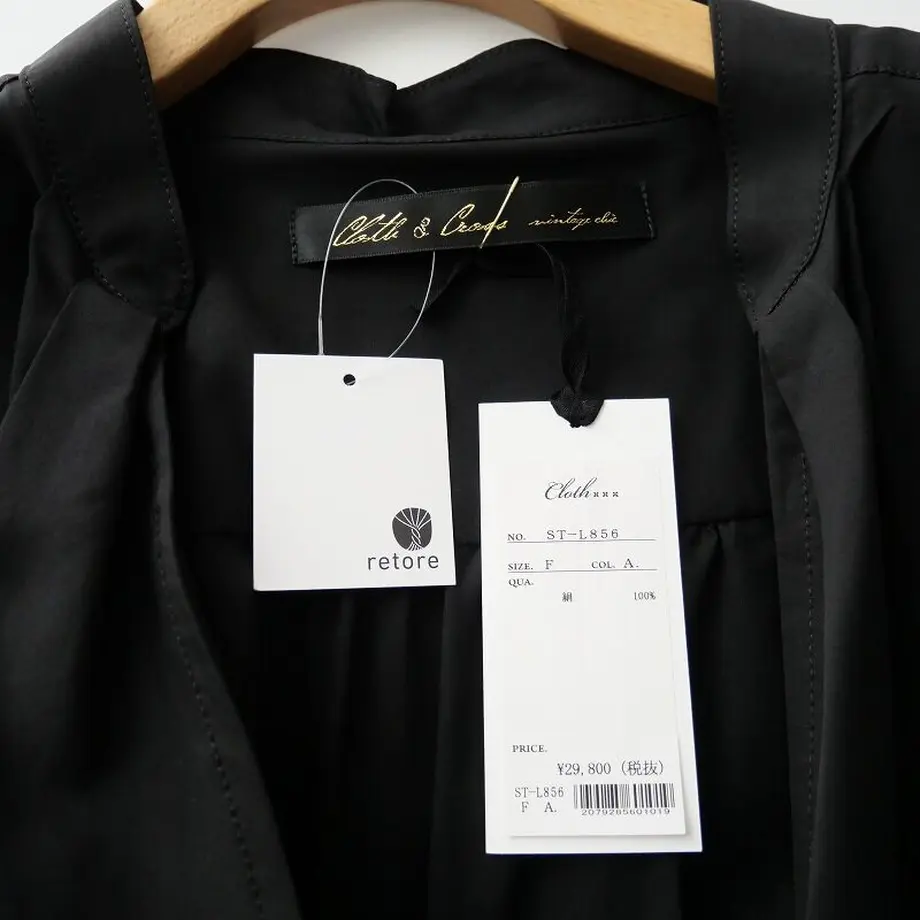 Cloth & Cross vintage chic
retore
Cloth×××
NO. ST-L856
SIZE. F COL. A.
QUA.
絹 100%
PRICE.
¥29,800 (税抜)
ST-L856
F A.
2079285601019